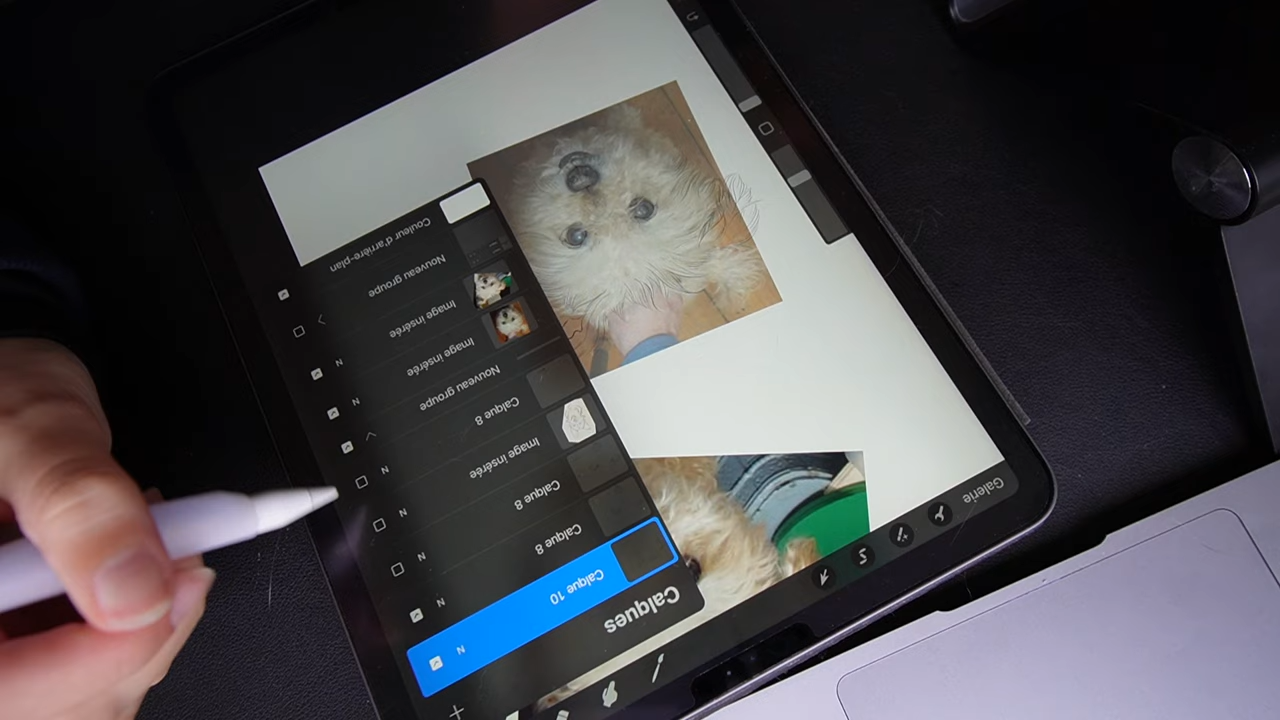 Galerie
Calques
Calque 10
N
Calque 8
N
Calque 8
N
Image insérée
N
Calque 8
N
Nouveau groupe
Image insérée
N
Image insérée
N
Nouveau groupe
Couleur d'arrière-plan